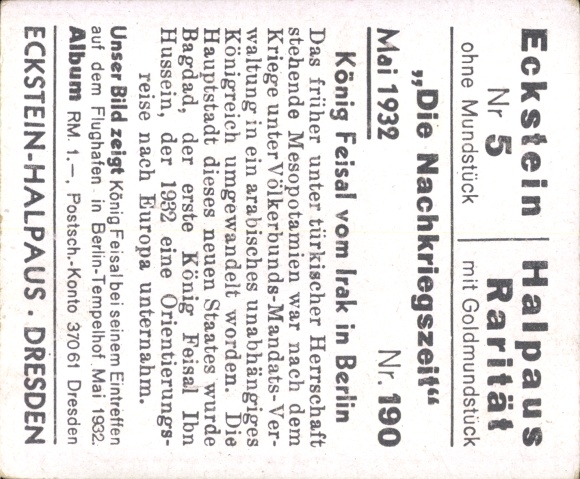 Eckstein Halpaus
Nr 5 Rarität
ohne Mundstück mit Goldmundstück
„Die Nachkriegszeit“
Mai 1932 Nr. 190
König Feisal vom Irak in Berlin
Das früher unter türkischer Herrschaft
stehende Mesopotamien war nach dem
Kriege unter Völkerbunds-Mandats-Ver-
waltung in ein arabisches unabhängiges
Königreich umgewandelt worden. Die
Hauptstadt dieses neuen Staates wurde
Bagdad, der erste König Feisal Ibn
Hussein, der 1932 eine Orientierungs-
reise nach Europa unternahm.
Unser Bild zeigt König Feisal bei seinem Eintreffen
auf dem Flughafen in Berlin-Tempelhof Mai 1932.
Album RM. 1.–, Postsch.-Konto 37061 Dresden
ECKSTEIN-HALPAUS · DRESDEN